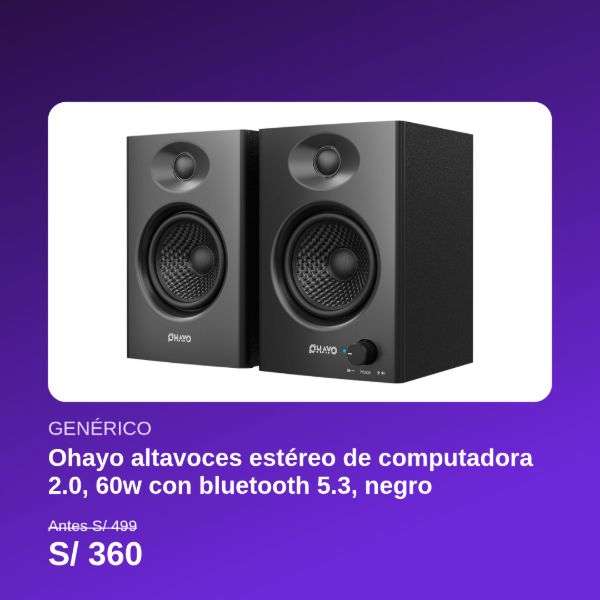 OHAYO
OHAYO
Mode
GENÉRICO
Ohayo altavoces estéreo de computadora
2.0, 60w con bluetooth 5.3, negro
Antes S/ 499
S/ 360